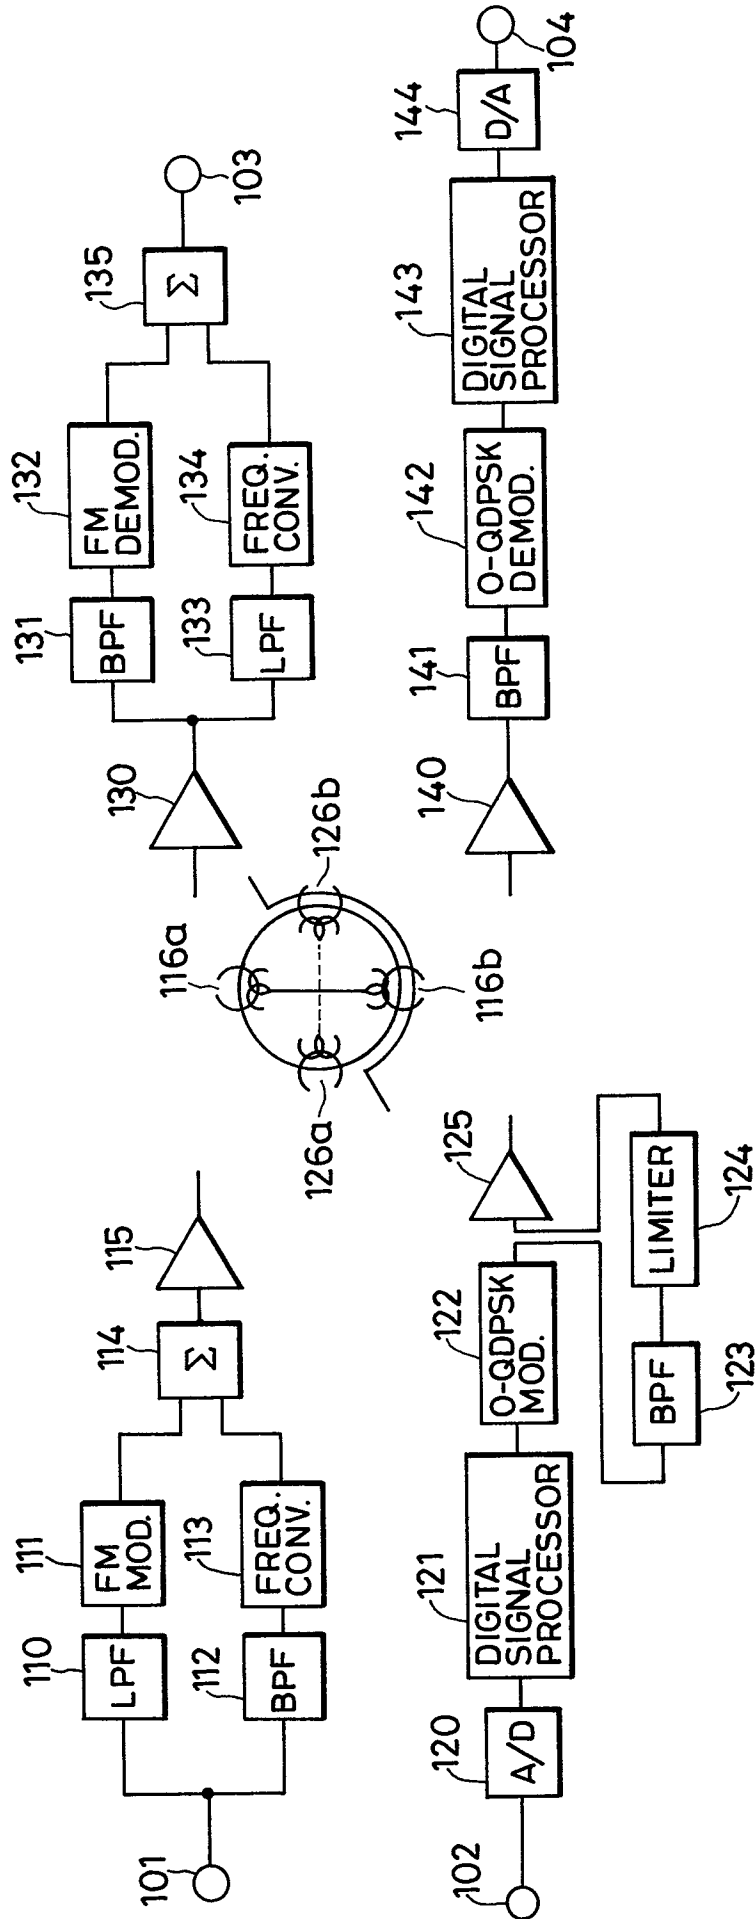 101
110
LPF
111
FM
MOD.
112
BPF
113
FREQ.
CONV.
114
Σ
115
116a
116b
126a
126b
130
131
BPF
132
FM
DEMOD.
133
LPF
134
FREQ.
CONV.
135
Σ
103
102
120
A/D
121
DIGITAL
SIGNAL
PROCESSOR
122
O-QDPSK
MOD.
123
BPF
124
LIMITER
125
140
141
BPF
142
O-QDPSK
DEMOD.
143
DIGITAL
SIGNAL
PROCESSOR
144
D/A
104